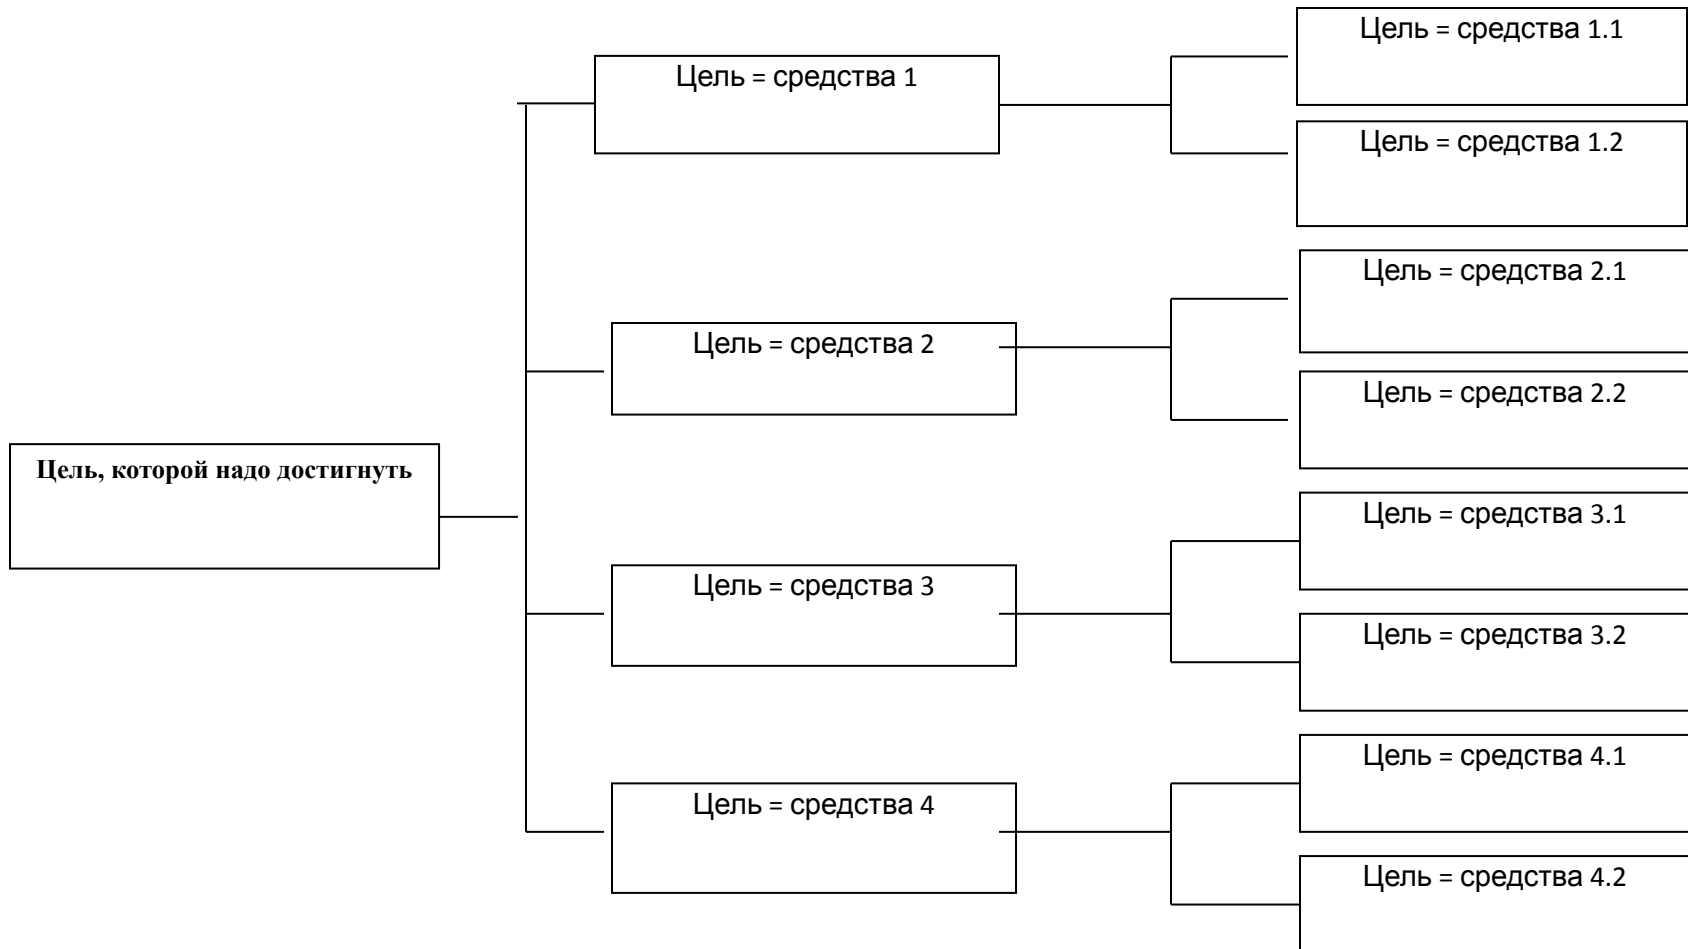 Цель = средства 1.1
Цель = средства 1
Цель = средства 1.2
Цель = средства 2.1
Цель = средства 2
Цель = средства 2.2
Цель, которой надо достигнуть
Цель = средства 3.1
Цель = средства 3
Цель = средства 3.2
Цель = средства 4.1
Цель = средства 4
Цель = средства 4.2